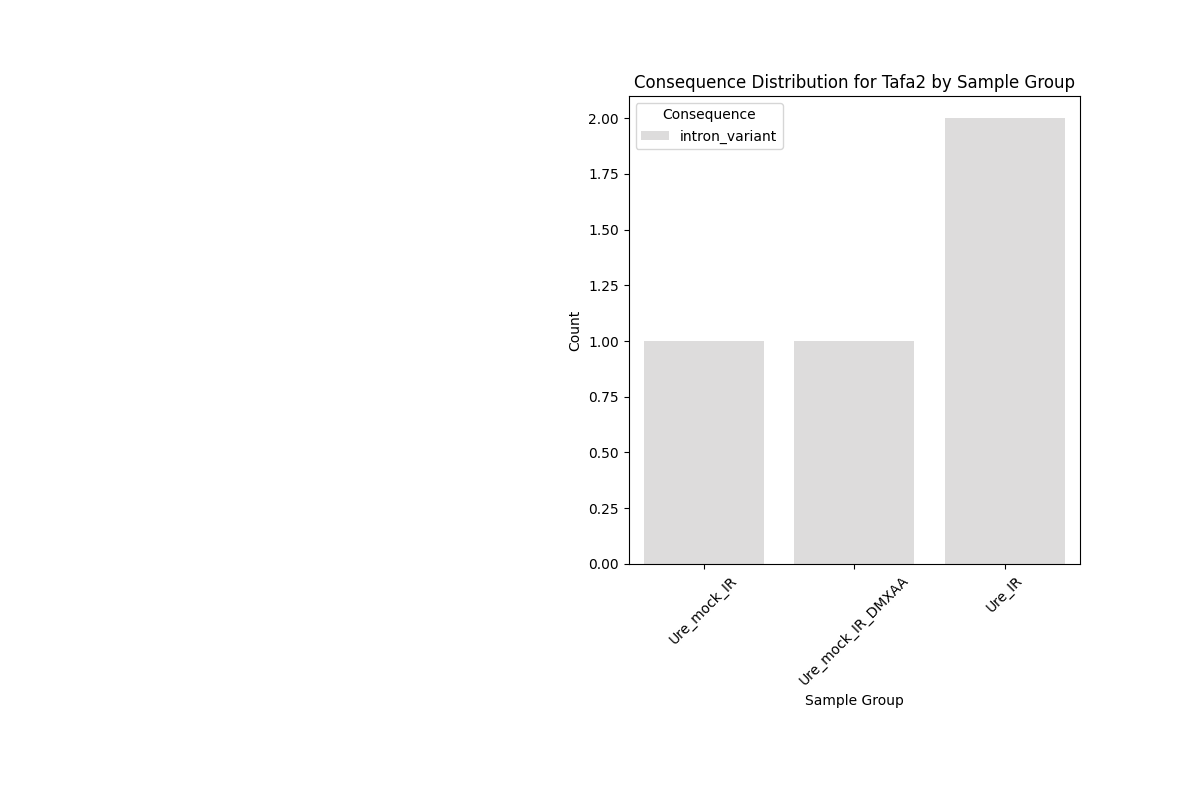 Consequence Distribution for Tafa2 by Sample Group
Consequence
intron_variant
2.00
1.75
1.50
1.25
1.00
0.75
0.50
0.25
0.00
Count
Ure_mock_IR
Ure_mock_IR_DMXAA
Ure_IR
Sample Group